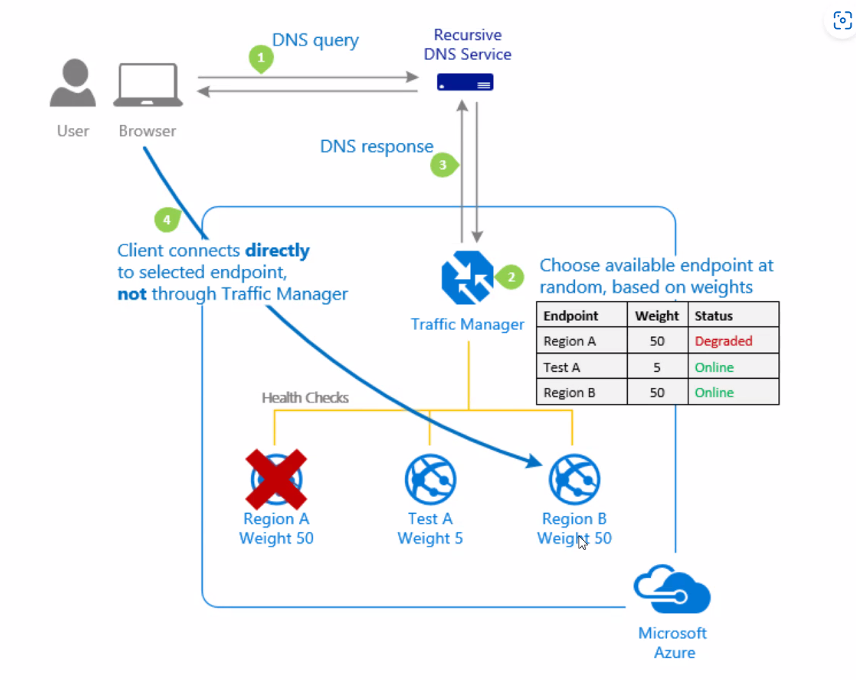 Recursive
DNS Service
DNS query
1
User
Browser
DNS response
3
4
Client connects directly
to selected endpoint,
not through Traffic Manager
2
Choose available endpoint at
random, based on weights
Traffic Manager
Endpoint Weight Status
Region A 50 Degraded
Test A 5 Online
Region B 50 Online
Health Checks
Region A
Weight 50
Test A
Weight 5
Region B
Weight 50
Microsoft
Azure